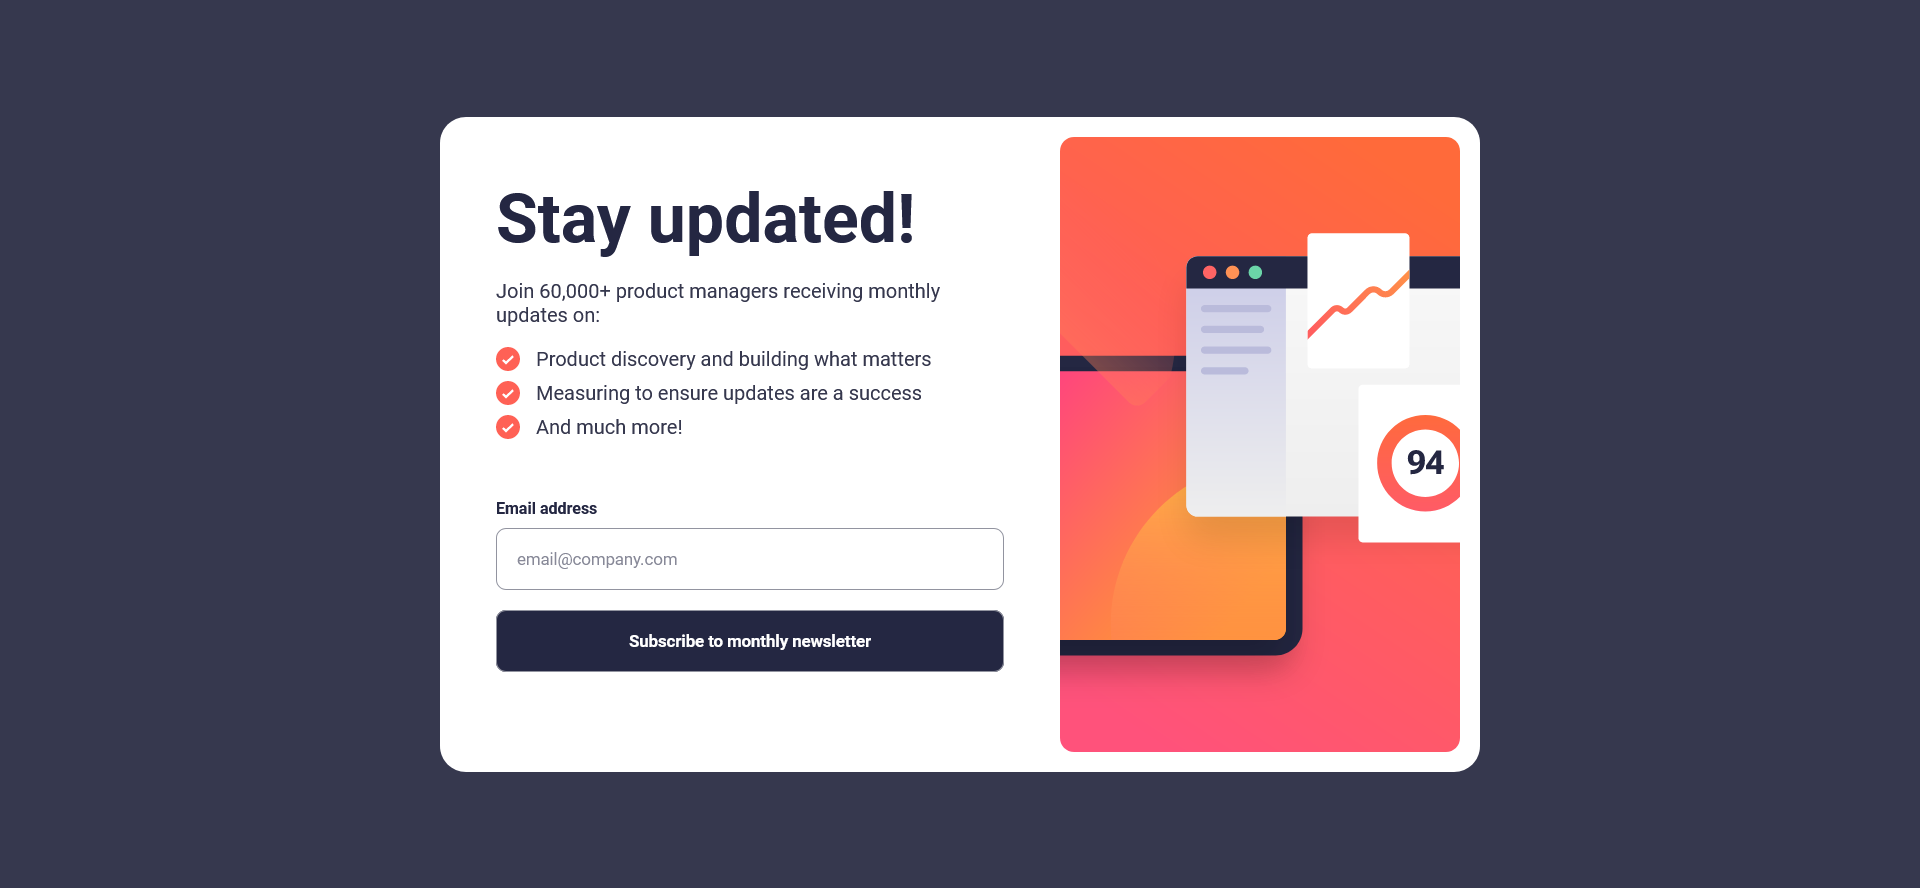 Stay updated!
Join 60,000+ product managers receiving monthly
updates on:
Product discovery and building what matters
Measuring to ensure updates are a success
And much more!
Email address
email@company.com
Subscribe to monthly newsletter
94